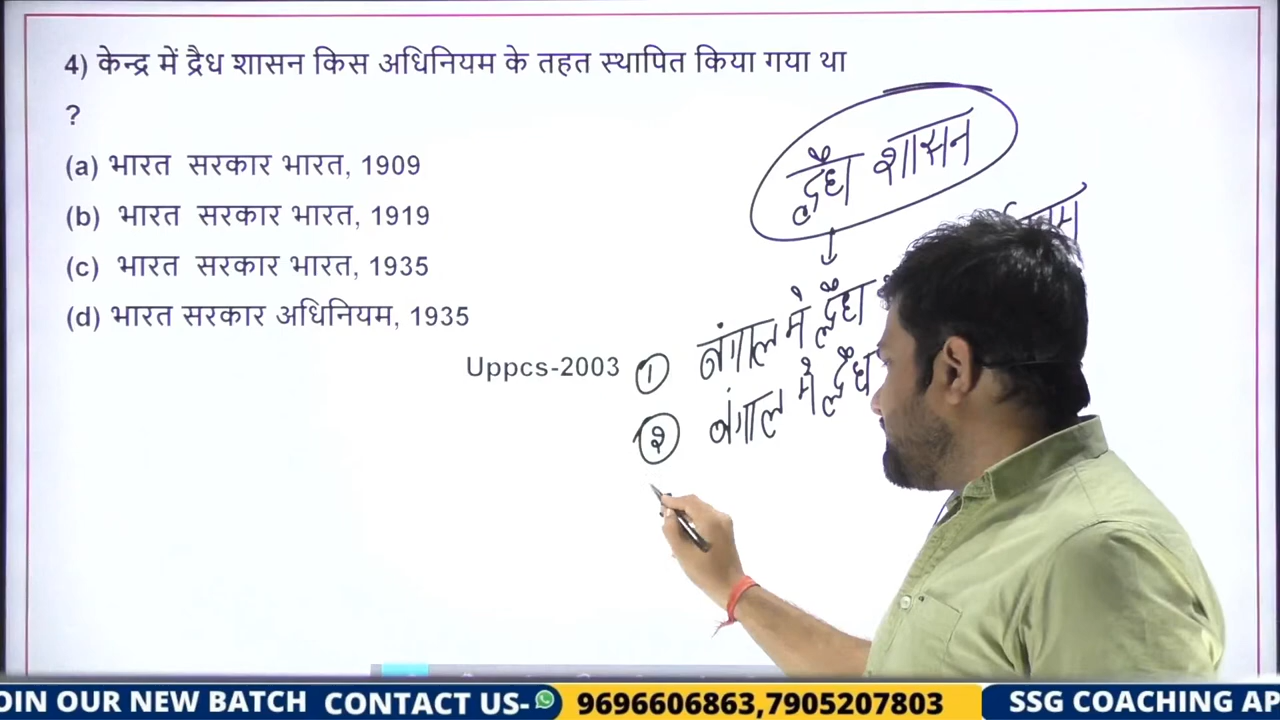 4) केन्द्र में द्वैध शासन किस अधिनियम के तहत स्थापित किया गया था
?
(a) भारत सरकार भारत, 1909
(b) भारत सरकार भारत, 1919
(c) भारत सरकार भारत, 1935
(d) भारत सरकार अधिनियम, 1935
Uppcs-2003
द्वैध शासन
① बंगाल मे द्वैध
② बंगाल मे द्वैध
OIN OUR NEW BATCH CONTACT US- 9696606863,7905207803 SSG COACHING AP